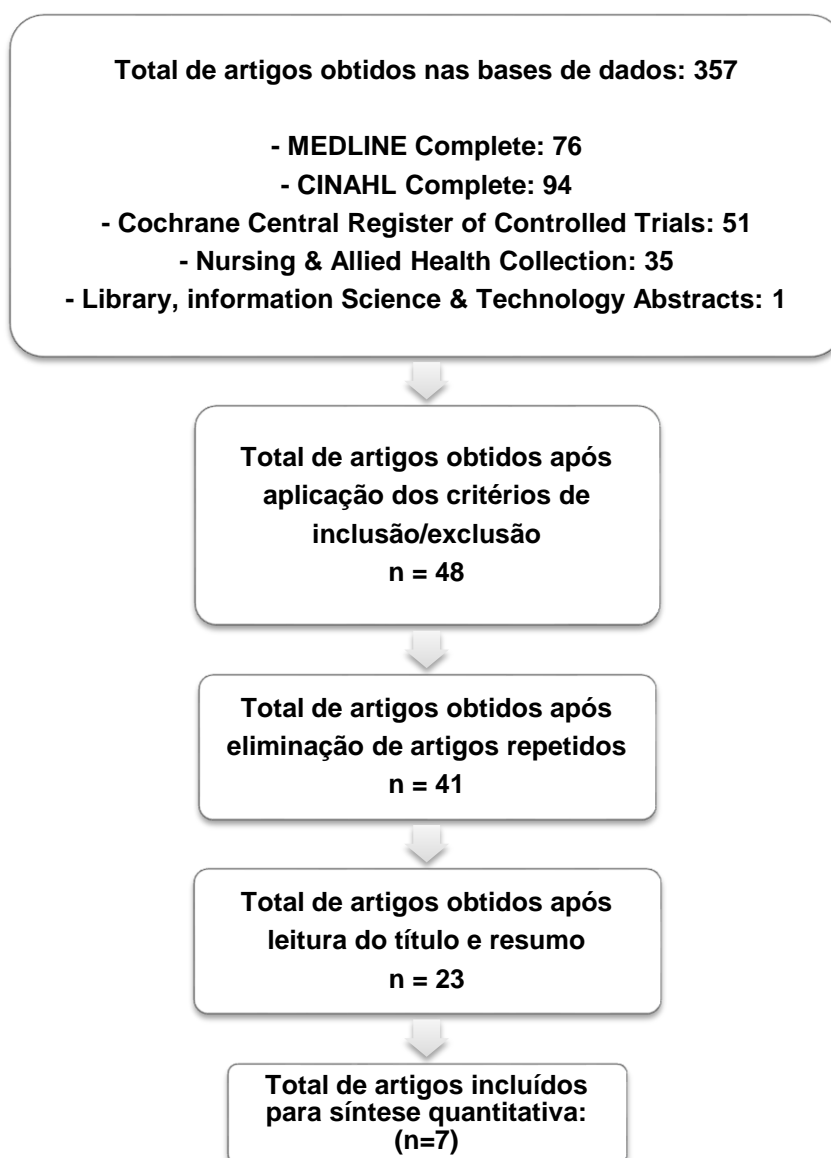 Total de artigos obtidos nas bases de dados: 357
- MEDLINE Complete: 76
- CINAHL Complete: 94
- Cochrane Central Register of Controlled Trials: 51
- Nursing & Allied Health Collection: 35
- Library, information Science & Technology Abstracts: 1
Total de artigos obtidos após
aplicação dos critérios de
inclusão/exclusão
n = 48
Total de artigos obtidos após
eliminação de artigos repetidos
n = 41
Total de artigos obtidos após
leitura do título e resumo
n = 23
Total de artigos incluídos
para síntese quantitativa:
(n=7)